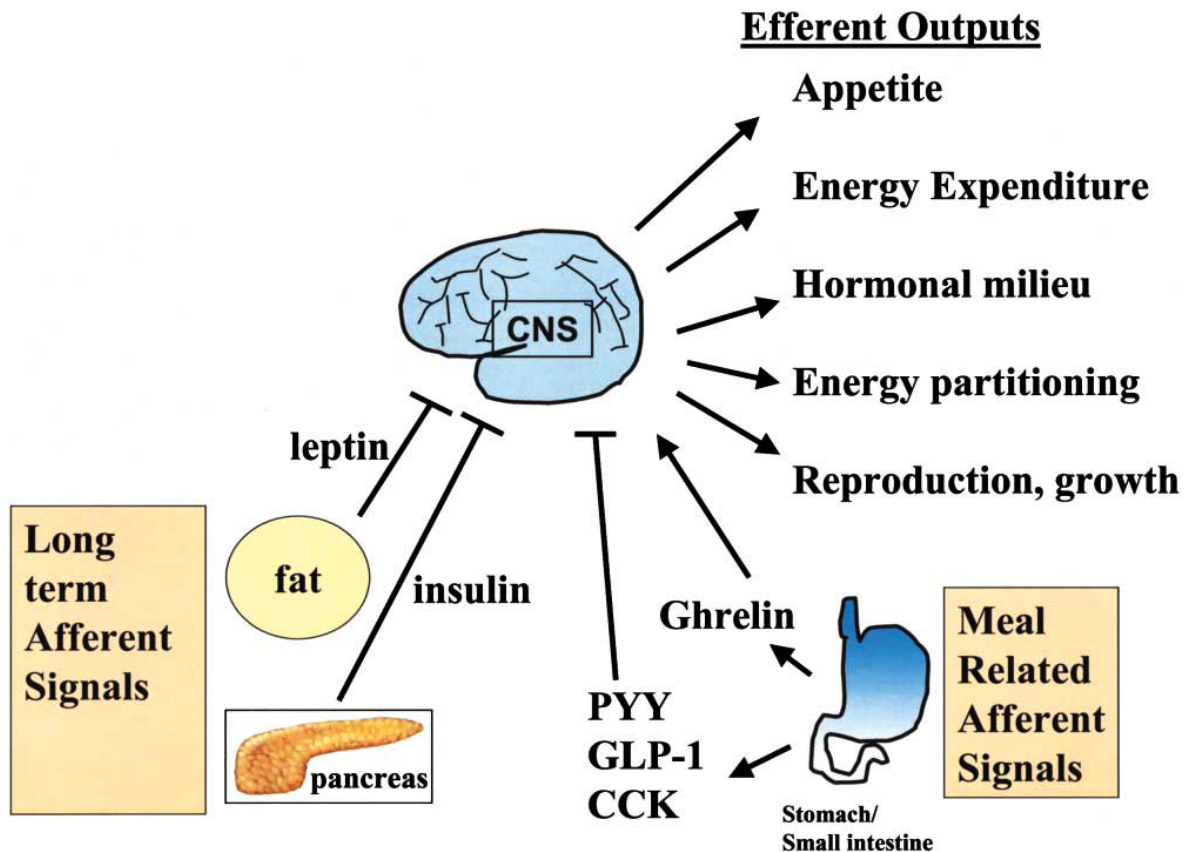 Efferent Outputs
Appetite
Energy Expenditure
Hormonal milieu
Energy partitioning
Reproduction, growth
CNS
leptin
insulin
Long
term
Afferent
Signals
fat
pancreas
Ghrelin
PYY
GLP-1
CCK
Stomach/
Small intestine
Meal
Related
Afferent
Signals